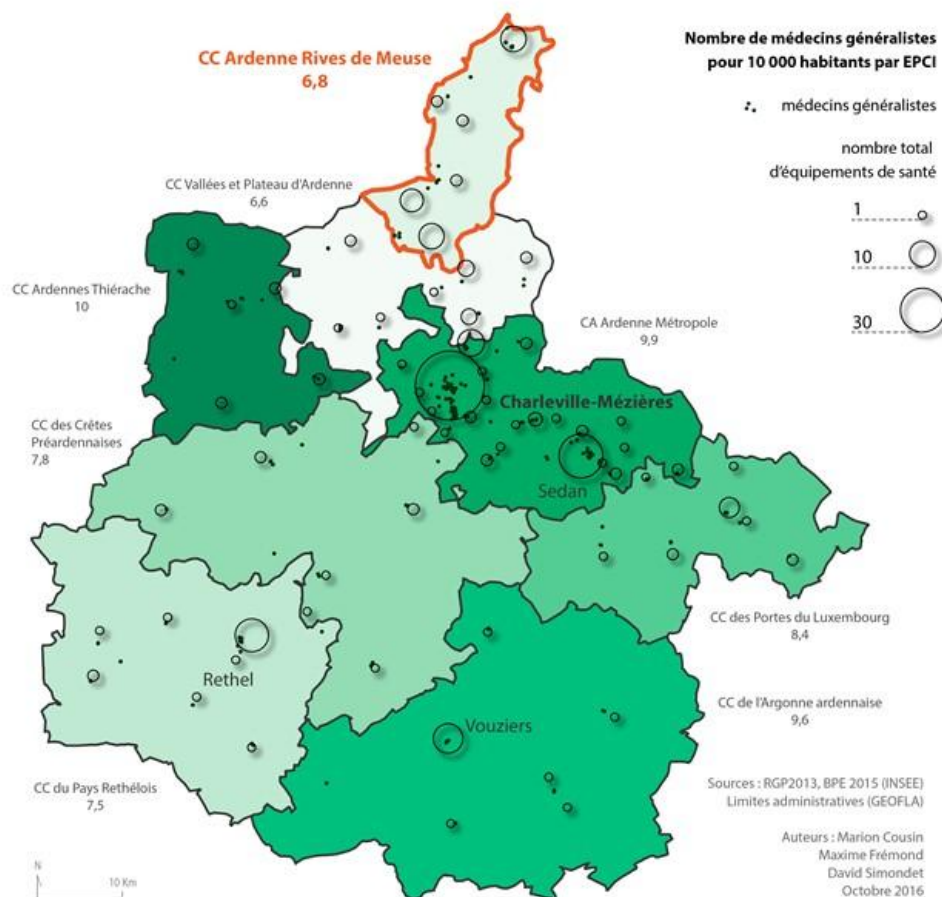 Nombre de médecins généralistes
pour 10 000 habitants par EPCI
médecins généralistes
nombre total
d'équipements de santé
1
10
30
CC Ardenne Rives de Meuse
6,8
CC Vallées et Plateau d'Ardenne
6,6
CC Ardennes Thiérache
10
CA Ardenne Métropole
9,9
Charleville-Mézières
CC des Crêtes
Préardennaises
7,8
Sedan
CC des Portes du Luxembourg
8,4
Rethel
CC de l'Argonne ardennaise
9,6
Vouziers
CC du Pays Rethélois
7,5
Sources : RGP2013, BPE 2015 (INSEE)
Limites administratives (GEOFLA)
Auteurs : Marion Cousin
Maxime Frémond
David Simondet
Octobre 2016
N
10 Km